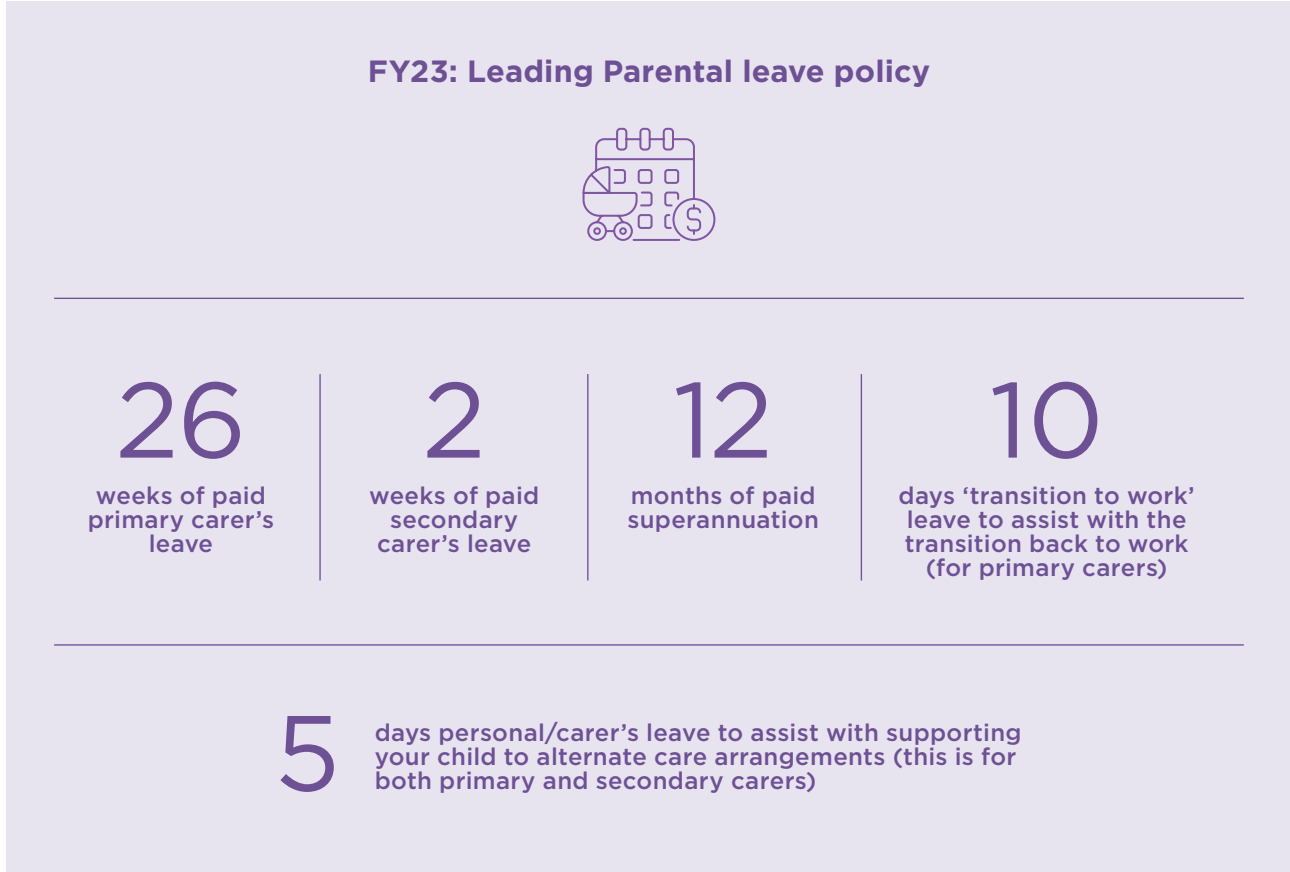 FY23: Leading Parental leave policy
$
26
weeks of paid
primary carer’s
leave
2
weeks of paid
secondary
carer’s leave
12
months of paid
superannuation
10
days ‘transition to work’
leave to assist with the
transition back to work
(for primary carers)
5
days personal/carer’s leave to assist with supporting
your child to alternate care arrangements (this is for
both primary and secondary carers)